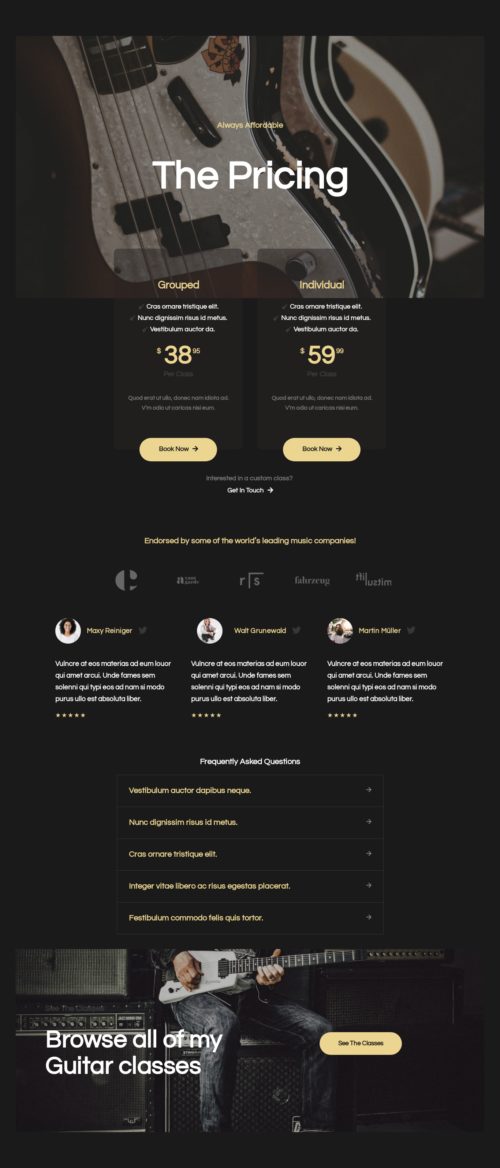 Always Affordable
The Pricing
Grouped
Cras ornare tristique elit.
Nunc dignissim risus id metus.
Vestibulum auctor da.
$ 38 95
Per Class
Quod erat ut ullo, donec nam idiota ad.
V'm odio ut caricas nisi eum.
Book Now
Individual
Cras ornare tristique elit.
Nunc dignissim risus id metus.
Vestibulum auctor da.
$ 59 99
Per Class
Quod erat ut ullo, donec nam idiota ad.
V'm odio ut caricas nisi eum.
Book Now
Interested in a custom class?
Get In Touch
Endorsed by some of the world's leading music companies!
r s
fahrzeug
Maxy Reiniger
Vulnore at eos materias ad eum louor
qui amet arcui. Unde fames sem
solenni qui typi eos ad nam si modo
purus ullo est absoluta liber.
Walt Grunewald
Vulnore at eos materias ad eum louor
qui amet arcui. Unde fames sem
solenni qui typi eos ad nam si modo
purus ullo est absoluta liber.
Martin Müller
Vulnore at eos materias ad eum louor
qui amet arcui. Unde fames sem
solenni qui typi eos ad nam si modo
purus ullo est absoluta liber.
Frequently Asked Questions
Vestibulum auctor dapibus neque.
Nunc dignissim risus id metus.
Cras ornare tristique elit.
Integer vitae libero ac risus egestas placerat.
Festibulum commodo felis quis tortor.
See The Classes
Browse all of my
Guitar classes
See The Classes